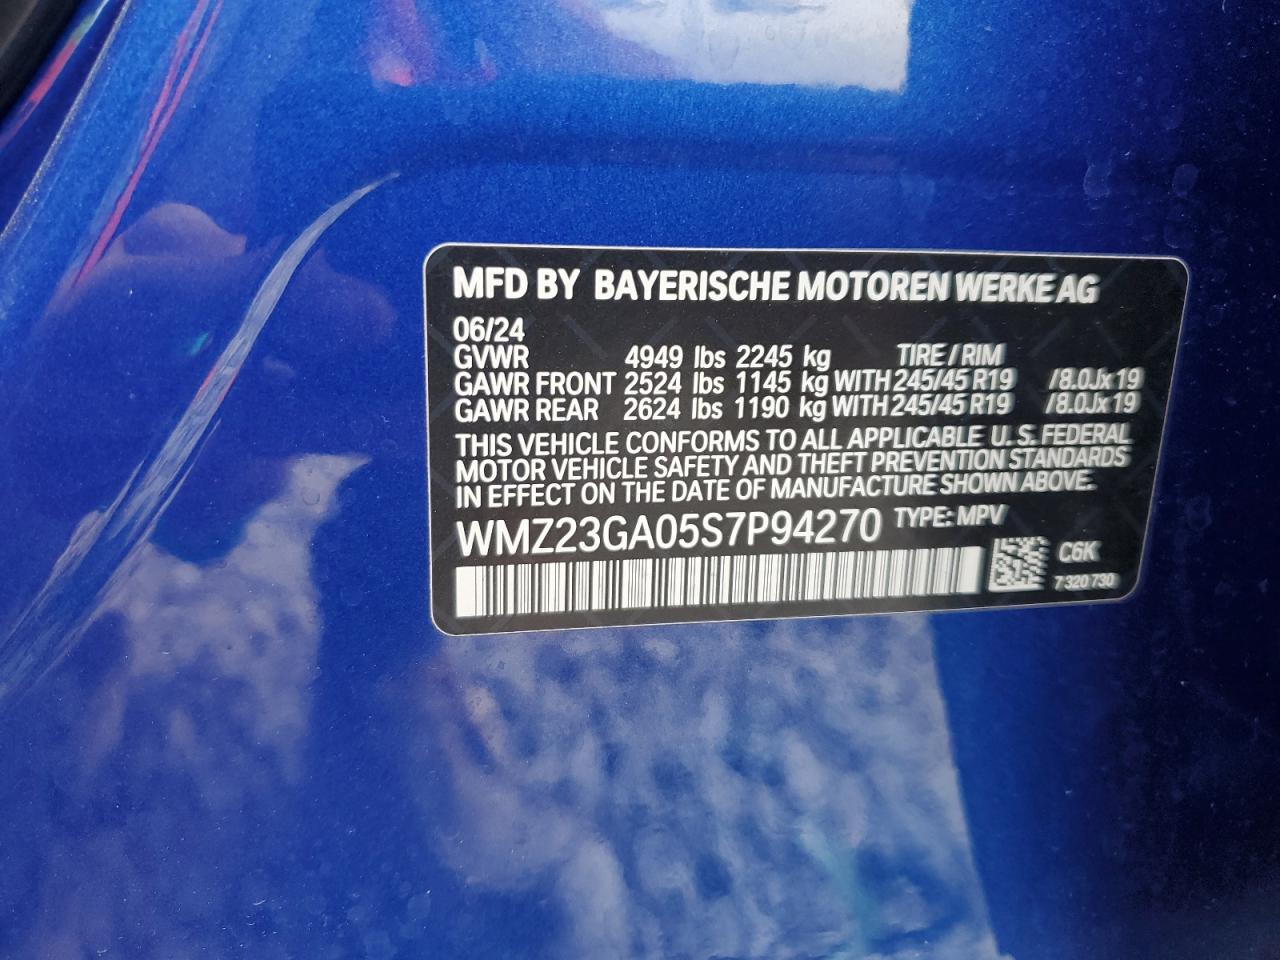 MFD BY BAYERISCHE MOTOREN WERKE AG
06/24
GVWR 4949 lbs 2245 kg TIRE / RIM
GAWR FRONT 2524 lbs 1145 kg WITH 245/45 R19 /8.0Jx19
GAWR REAR 2624 lbs 1190 kg WITH 245/45 R19 /8.0Jx19
THIS VEHICLE CONFORMS TO ALL APPLICABLE U.S. FEDERAL
MOTOR VEHICLE SAFETY AND THEFT PREVENTION STANDARDS
IN EFFECT ON THE DATE OF MANUFACTURE SHOWN ABOVE.
WMZ23GA05S7P94270 TYPE: MPV
C6K
7 320 730